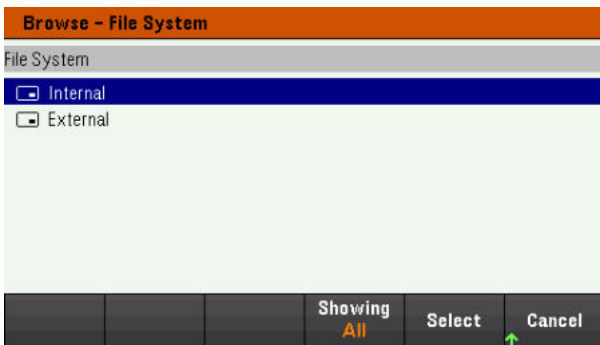 Browse – File System
File System
Internal
External
Showing
All
Select
Cancel